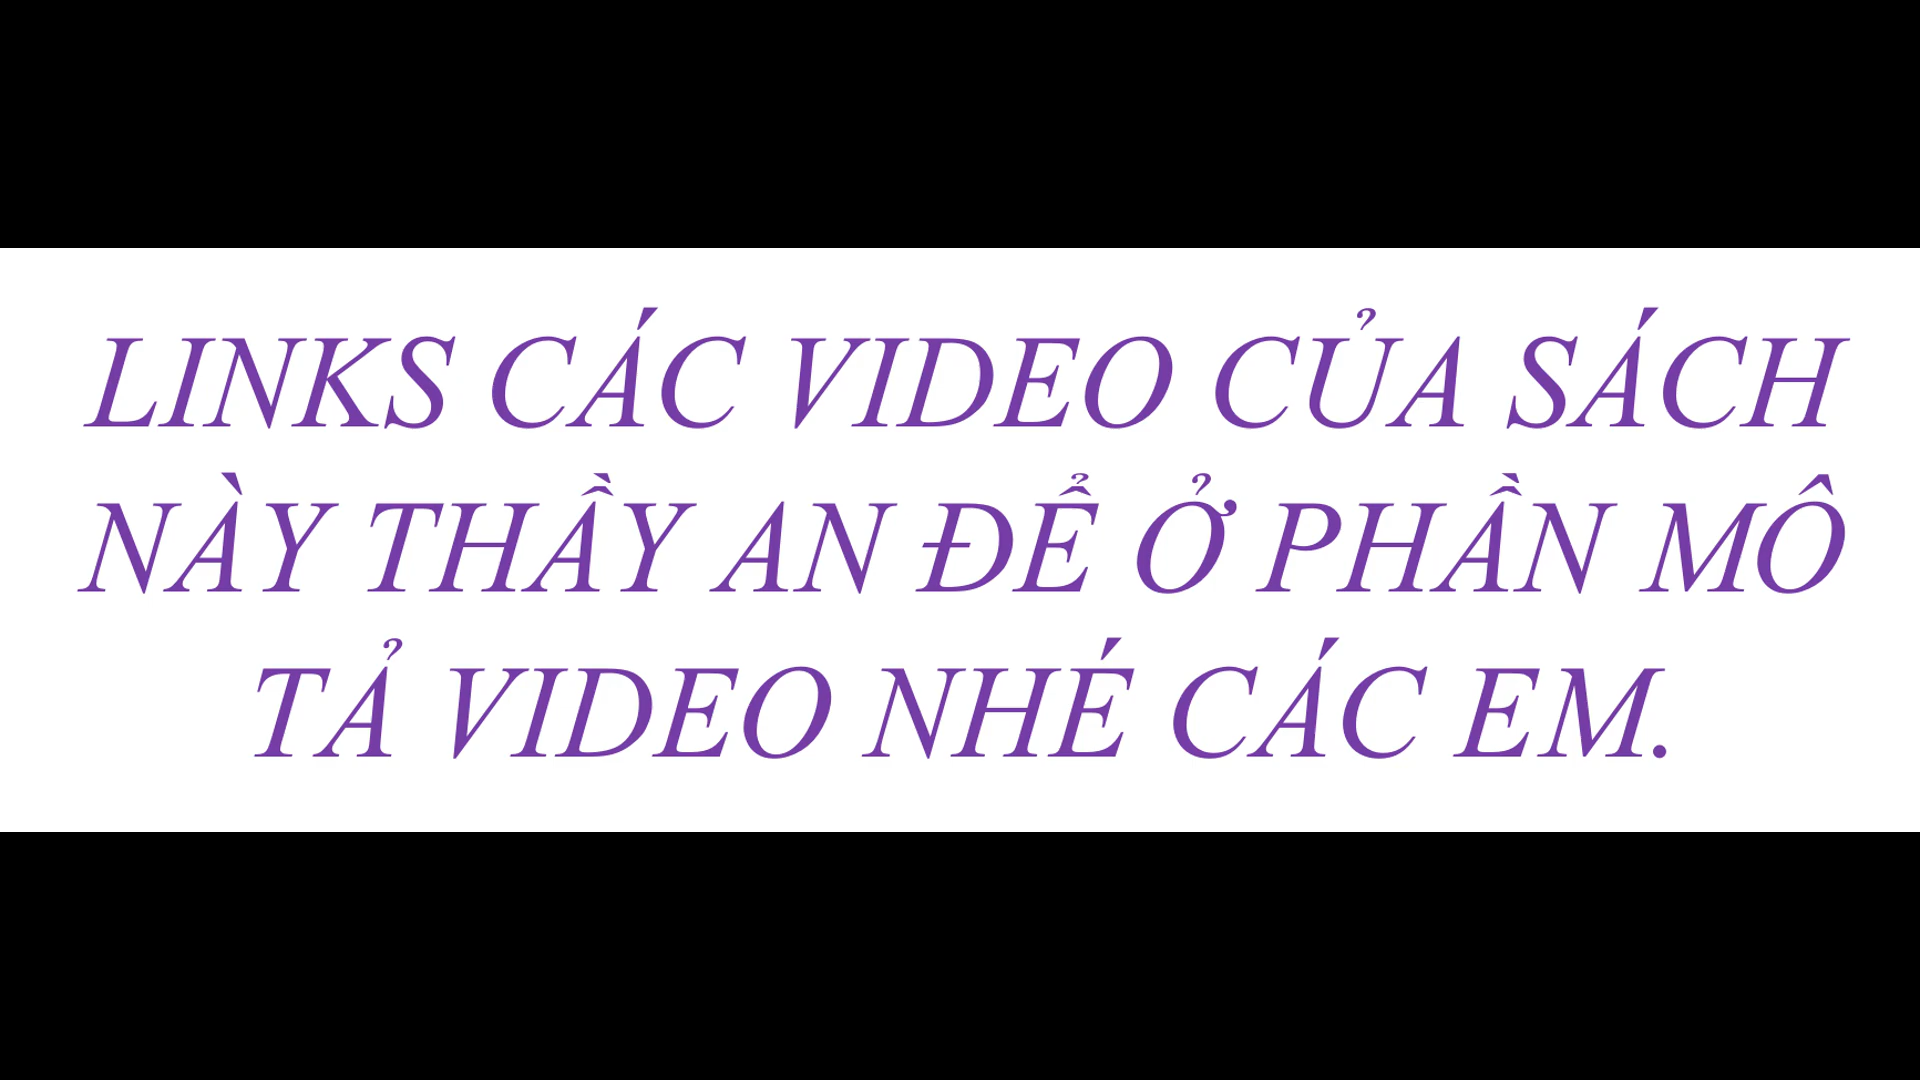 LINKS CÁC VIDEO CỦA SÁCH
NÀY THẦY AN ĐỂ Ở PHẦN MÔ
TẢ VIDEO NHÉ CÁC EM.